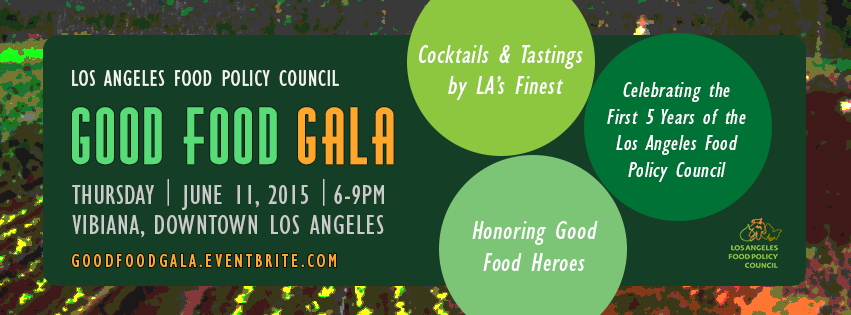 LOS ANGELES FOOD POLICY COUNCIL
GOOD FOOD GALA
THURSDAY | JUNE 11, 2015 | 6-9PM
VIBIANA, DOWNTOWN LOS ANGELES
GOODFOODGALA.EVENTBRITE.COM
Cocktails & Tastings
by LA's Finest
Celebrating the
First 5 Years of the
Los Angeles Food
Policy Council
Honoring Good
Food Heroes
LOS ANGELES
FOOD POLICY
COUNCIL